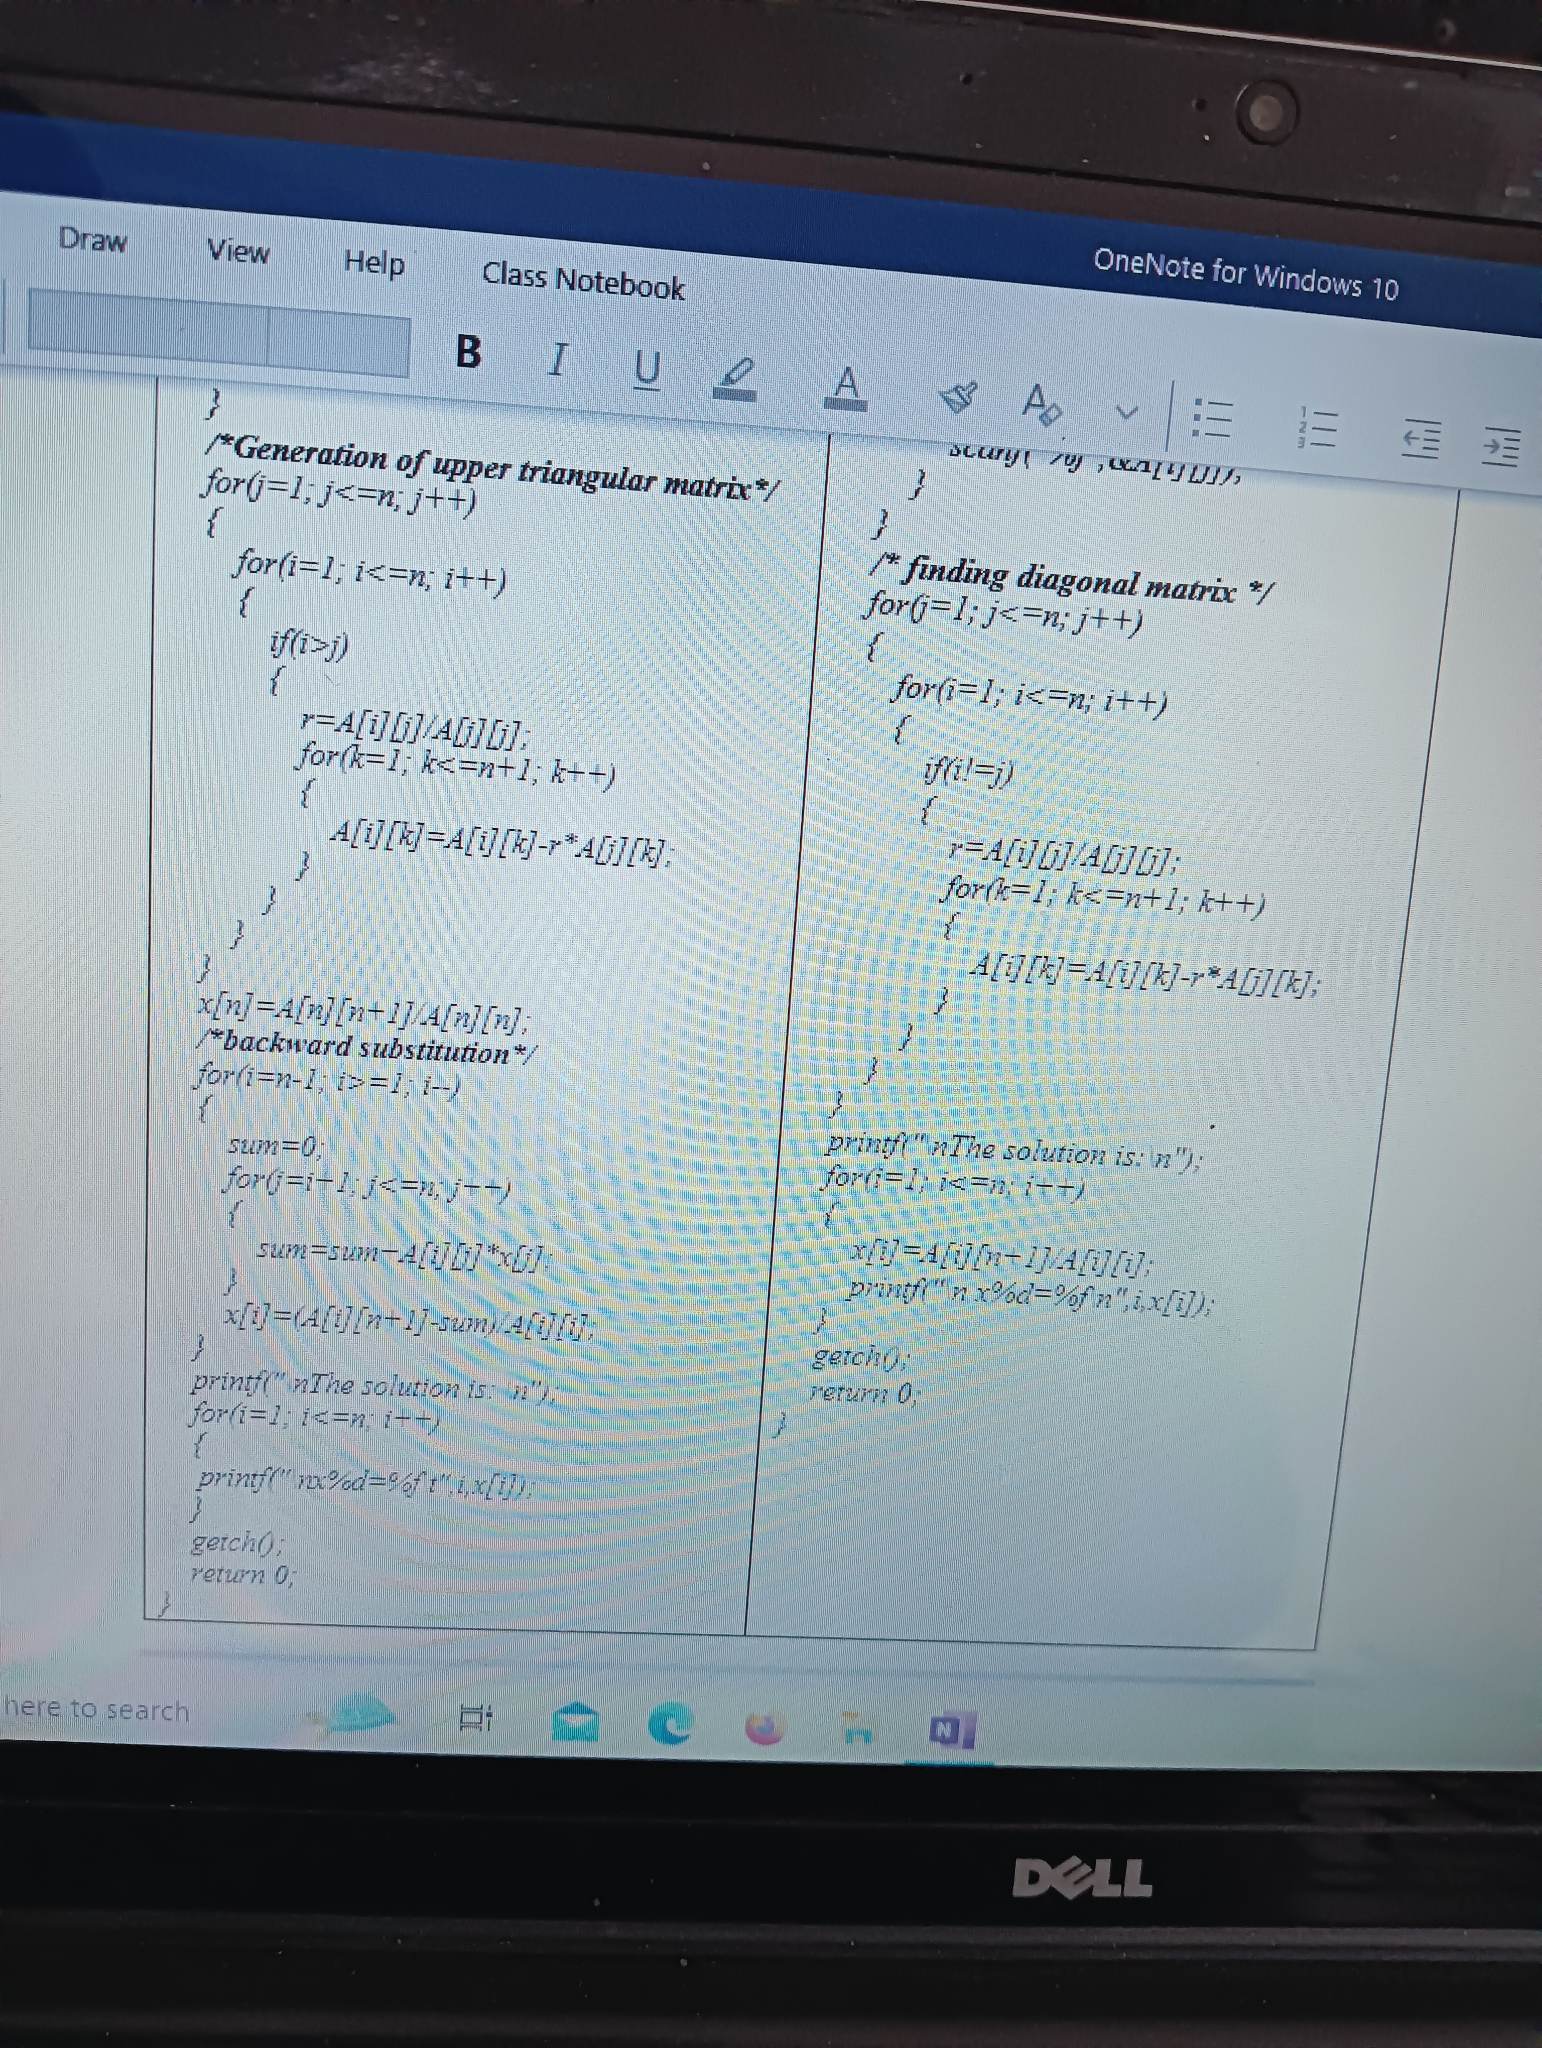 OneNote for Windows 10
Draw View Help Class Notebook
B I U A A
}
/*Generation of upper triangular matrix*/
for(j=1; j<=n; j++)
{
for(i=1; i<=n; i++)
{
if(i>j)
{
r=A[i][j]/A[j][j];
for(k=1; k<=n+1; k++)
{
A[i][k]=A[i][k]-r*A[j][k];
}
}
}
}
x[n]=A[n][n+1]/A[n][n];
/*backward substitution*/
for(i=n-1; i>=1; i--)
{
sum=0;
for(j=i+1; j<=n; j++)
{
sum=sum+A[i][j]*x[j];
}
x[i]=(A[i][n+1]-sum)/A[i][i];
}
printf("\nThe solution is: \n");
for(i=1; i<=n; i++)
{
printf("\nx%d=%f\t",i,x[i]);
}
getch();
return 0;
}
}
}
/* finding diagonal matrix */
for(j=1; j<=n; j++)
{
for(i=1; i<=n; i++)
{
if(i!=j)
{
r=A[i][j]/A[j][j];
for(k=1; k<=n+1; k++)
{
A[i][k]=A[i][k]-r*A[j][k];
}
}
}
}
printf("\nThe solution is:\n");
for(i=1; i<=n; i++)
{
x[i]=A[i][n+1]/A[i][i];
printf("\n x%d=%f\n",i,x[i]);
}
getch();
return 0;
}
here to search
N
DELL